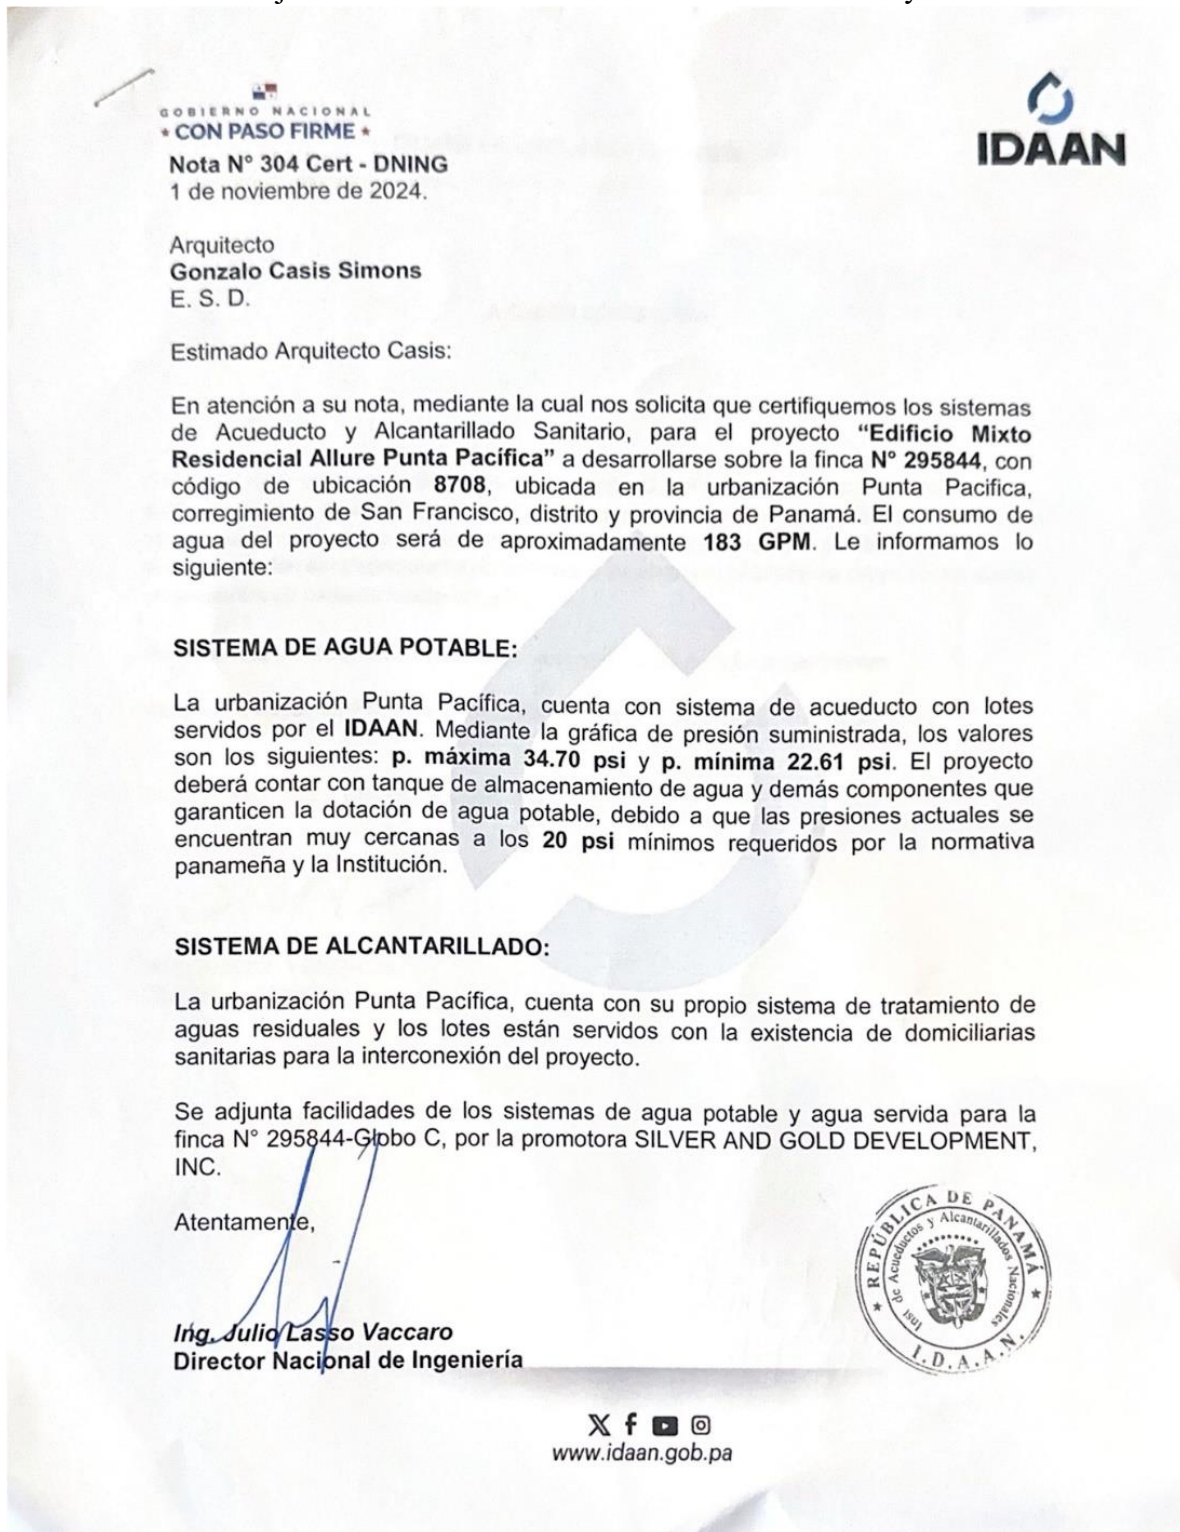 GOBIERNO NACIONAL
★ CON PASO FIRME ★
IDAAN
Nota N° 304 Cert - DNING
1 de noviembre de 2024.
Arquitecto
Gonzalo Casis Simons
E. S. D.
Estimado Arquitecto Casis:
En atención a su nota, mediante la cual nos solicita que certifiquemos los sistemas
de Acueducto y Alcantarillado Sanitario, para el proyecto “Edificio Mixto
Residencial Allure Punta Pacífica” a desarrollarse sobre la finca N° 295844, con
código de ubicación 8708, ubicada en la urbanización Punta Pacifica,
corregimiento de San Francisco, distrito y provincia de Panamá. El consumo de
agua del proyecto será de aproximadamente 183 GPM. Le informamos lo
siguiente:
SISTEMA DE AGUA POTABLE:
La urbanización Punta Pacífica, cuenta con sistema de acueducto con lotes
servidos por el IDAAN. Mediante la gráfica de presión suministrada, los valores
son los siguientes: p. máxima 34.70 psi y p. mínima 22.61 psi. El proyecto
deberá contar con tanque de almacenamiento de agua y demás componentes que
garanticen la dotación de agua potable, debido a que las presiones actuales se
encuentran muy cercanas a los 20 psi mínimos requeridos por la normativa
panameña y la Institución.
SISTEMA DE ALCANTARILLADO:
La urbanización Punta Pacífica, cuenta con su propio sistema de tratamiento de
aguas residuales y los lotes están servidos con la existencia de domiciliarias
sanitarias para la interconexión del proyecto.
Se adjunta facilidades de los sistemas de agua potable y agua servida para la
finca N° 295844-Globo C, por la promotora SILVER AND GOLD DEVELOPMENT,
INC.
Atentamente,
Ing. Julio Lasso Vaccaro
Director Nacional de Ingeniería
★ REPÚBLICA DE PANAMÁ ★
Inst de Acueductos y Alcantarillados Nacionales
I.D.A.A.N.
www.idaan.gob.pa